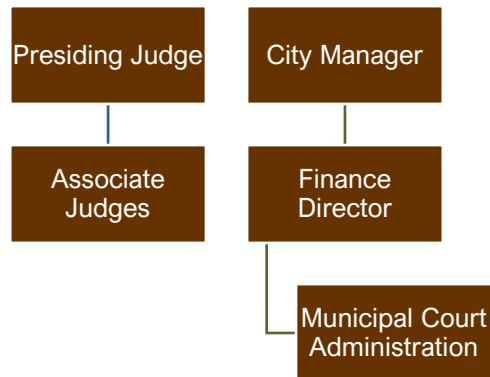 Presiding Judge
City Manager
Associate
Judges
Finance
Director
Municipal Court
Administration